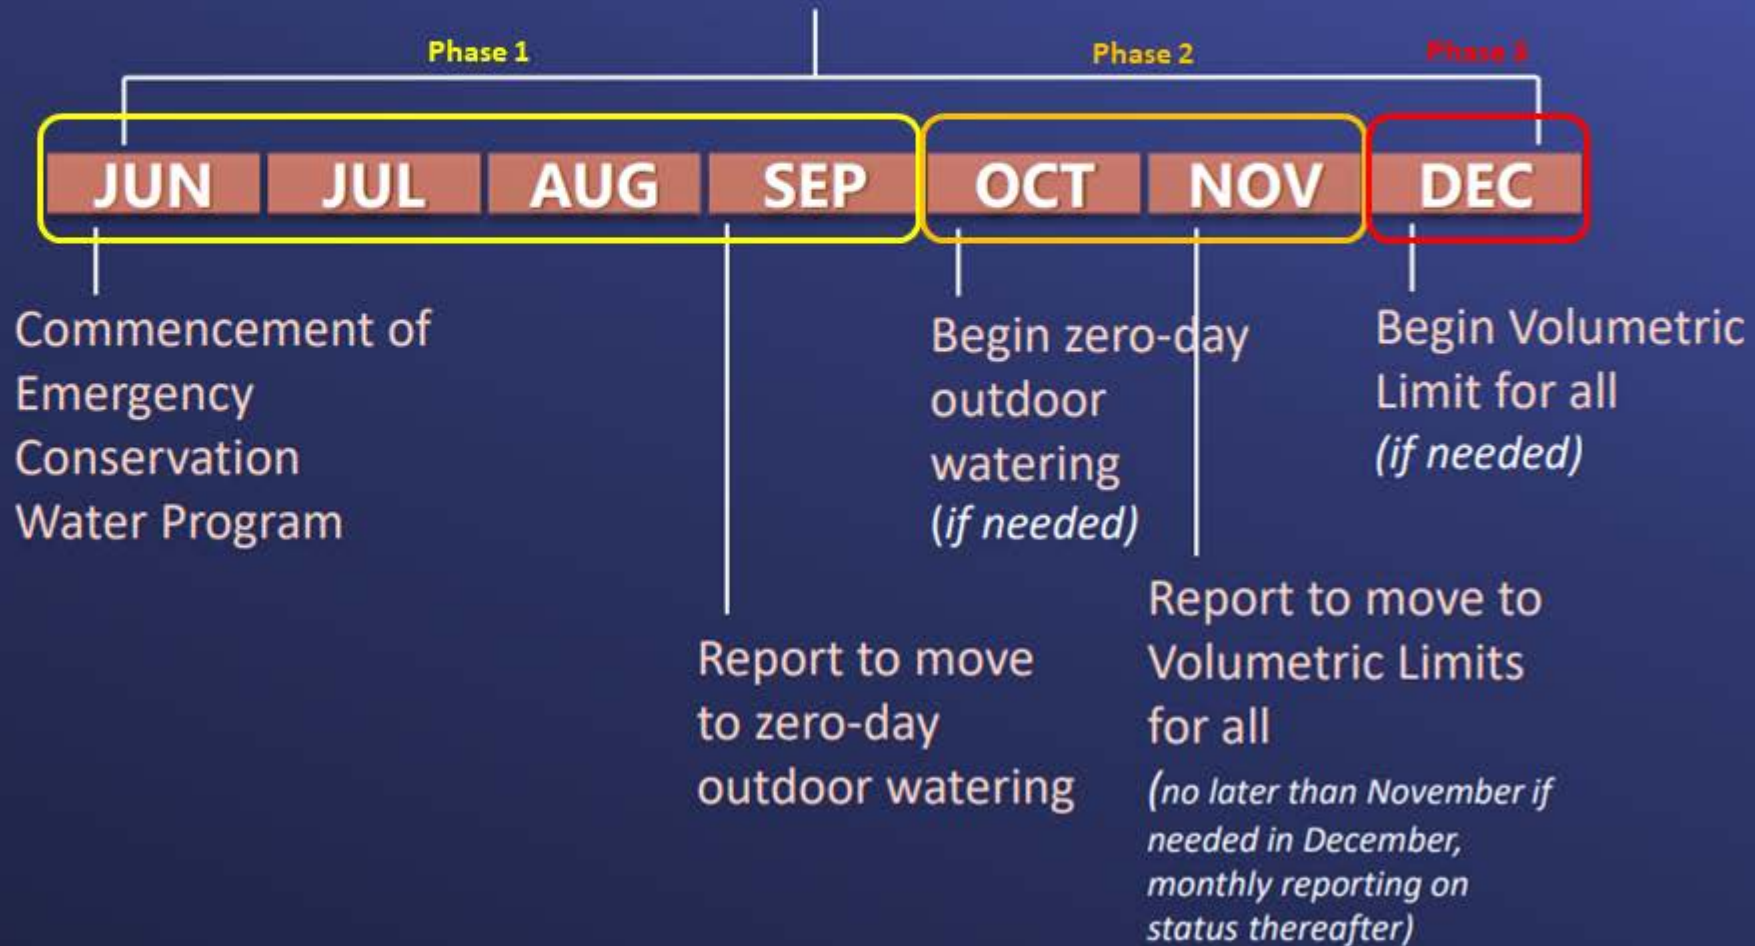 Phase 1
Phase 2
Phase 3
JUN
JUL
AUG
SEP
OCT
NOV
DEC
Commencement of
Emergency
Conservation
Water Program
Report to move
to zero-day
outdoor watering
Begin zero-day
outdoor
watering
(if needed)
Report to move to
Volumetric Limits
for all
(no later than November if
needed in December,
monthly reporting on
status thereafter)
Begin Volumetric
Limit for all
(if needed)